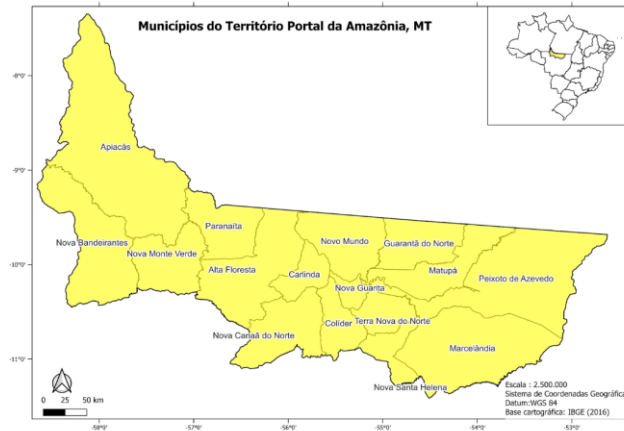 Municípios do Território Portal da Amazônia, MT
-8°0'
Apiacás
-9°0'
Paranaíta
Nova Bandeirantes
Nova Monte Verde
Novo Mundo
Guarantã do Norte
-10°0'
Alta Floresta
Carlinda
Matupá
Peixoto de Azevedo
Nova Guarita
Nova Canaã do Norte
Colíder
Terra Nova do Norte
Marcelândia
-11°0'
Nova Santa Helena
Escala : 2.500.000
Sistema de Coordenadas Geográfica
Datum:WGS 84
Base cartográfica: IBGE (2016)
0 25 50 km
-58°0'
-57°0'
-56°0'
-55°0'
-54°0'
-53°0'